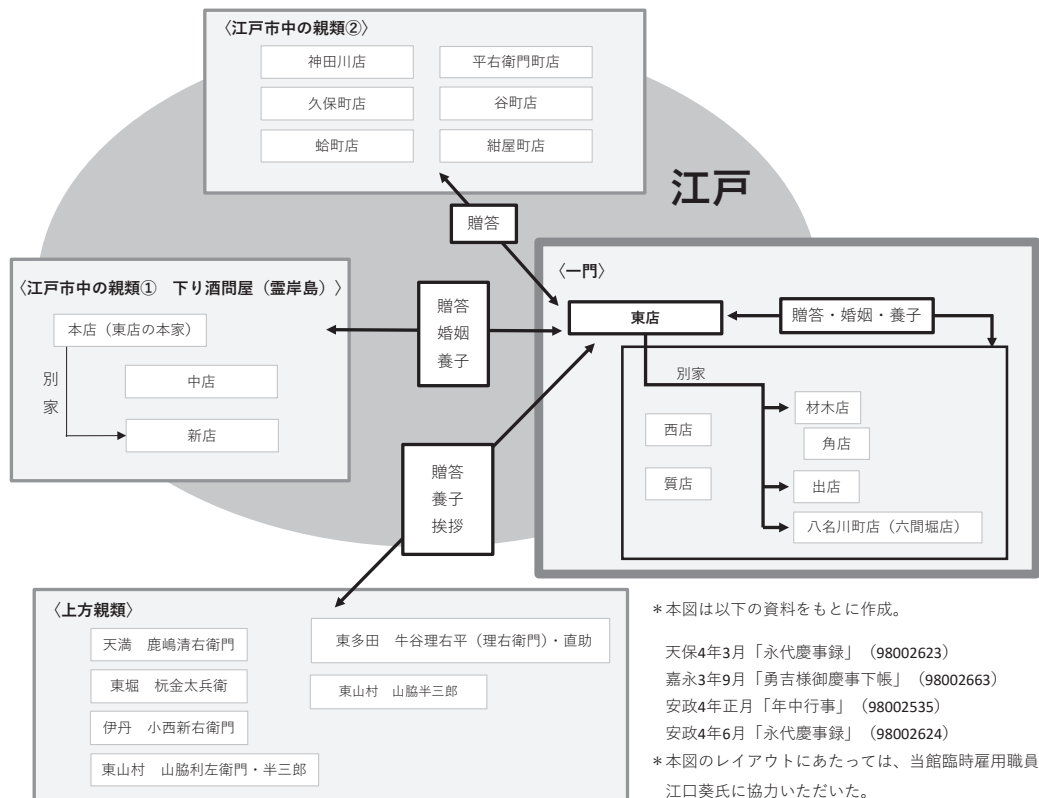 〈江戸市中の親類②〉
神田川店
平右衛門町店
久保町店
谷町店
蛤町店
紺屋町店
江戸
贈答
〈江戸市中の親類①　下り酒問屋（霊岸島）〉
本店（東店の本家）
別
家
中店
新店
贈答
婚姻
養子
〈一門〉
東店
贈答・婚姻・養子
別家
西店
質店
材木店
角店
出店
八名川町店（六間堀店）
贈答
養子
挨拶
〈上方親類〉
天満　鹿嶋清右衛門
東堀　杬金太兵衛
伊丹　小西新右衛門
東山村　山脇利左衛門・半三郎
東多田　牛谷理右平（理右衛門）・直助
東山村　山脇半三郎
＊本図は以下の資料をもとに作成。
天保4年3月「永代慶事録」（98002623）
嘉永3年9月「勇吉様御慶事下帳」（98002663）
安政4年正月「年中行事」（98002535）
安政4年6月「永代慶事録」（98002624）
＊本図のレイアウトにあたっては、当館臨時雇用職員
江口葵氏に協力いただいた。